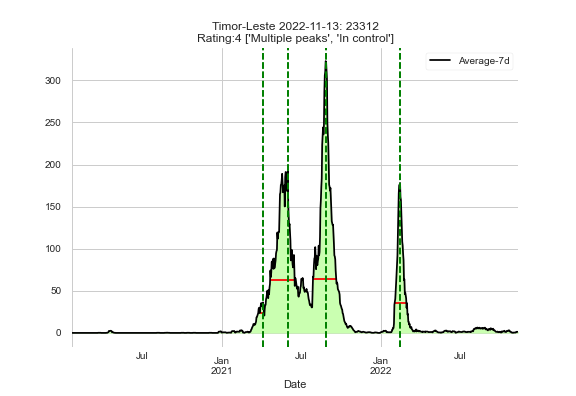 Timor-Leste 2022-11-13: 23312
Rating:4 ['Multiple peaks', 'In control']
Average-7d
300
250
200
150
100
50
0
Jul
Jan
2021
Jul
Jan
2022
Jul
Date